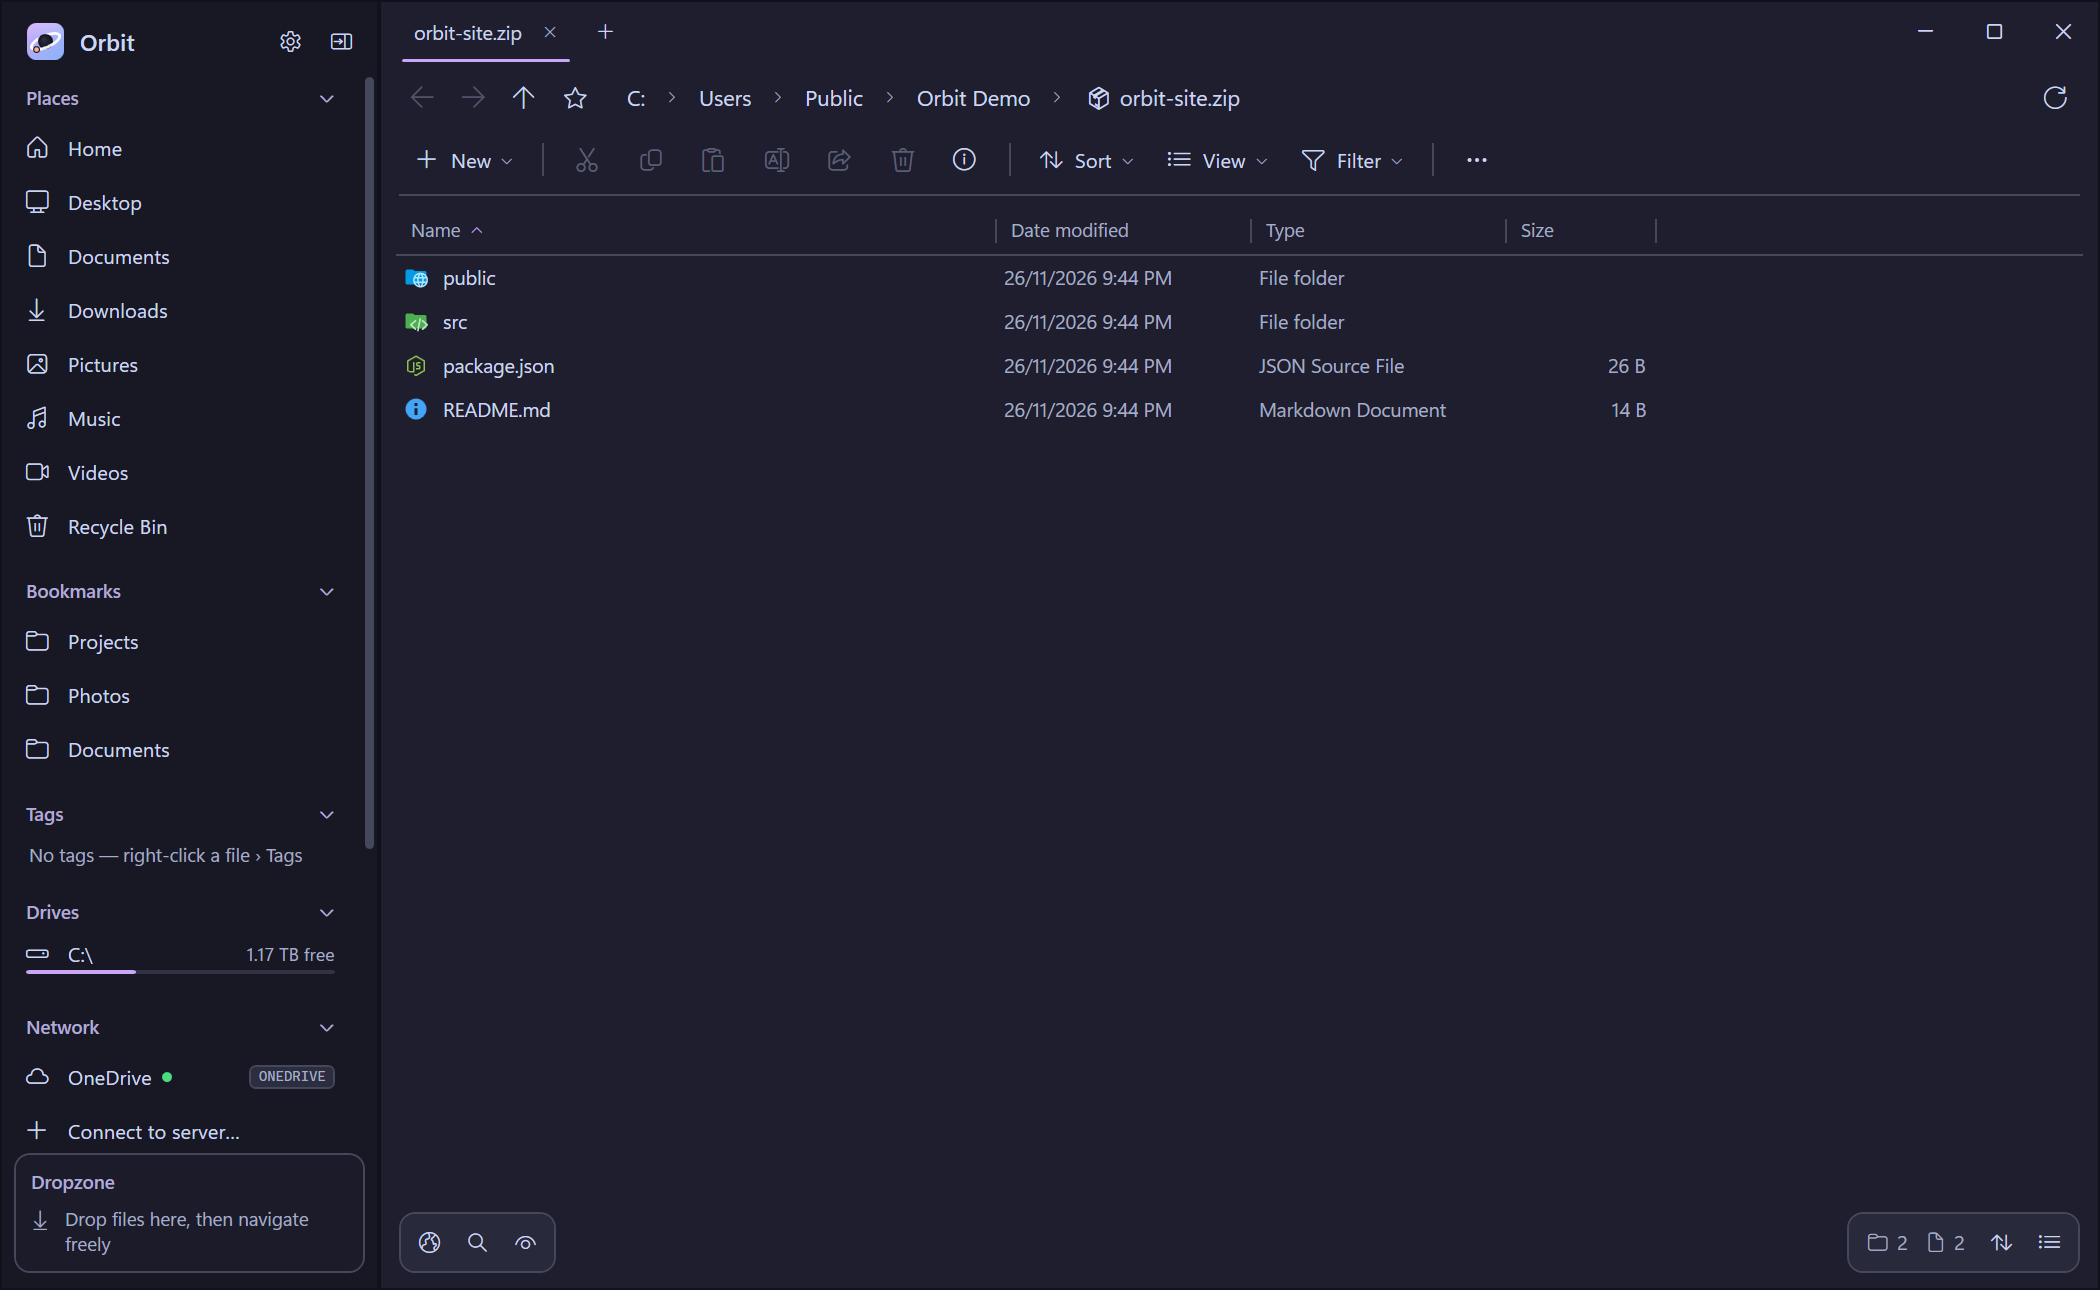 Orbit
Places
Home
Desktop
Documents
Downloads
Pictures
Music
Videos
Recycle Bin
Bookmarks
Projects
Photos
Documents
Tags
No tags — right-click a file › Tags
Drives
C:\ 1.17 TB free
Network
OneDrive ONEDRIVE
Connect to server...
Dropzone
Drop files here, then navigate
freely
orbit-site.zip
C: Users Public Orbit Demo orbit-site.zip
New Sort View Filter
Name Date modified Type Size
public 26/11/2026 9:44 PM File folder
src 26/11/2026 9:44 PM File folder
package.json 26/11/2026 9:44 PM JSON Source File 26 B
README.md 26/11/2026 9:44 PM Markdown Document 14 B
2 2